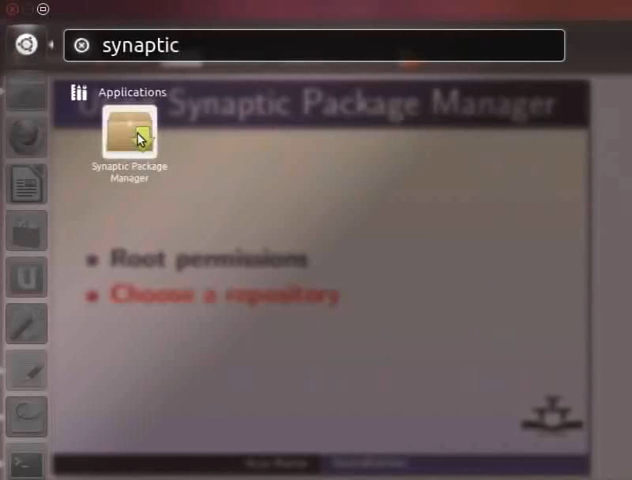 synaptic
Applications
Synaptic Package Manager
Synaptic Package
Manager
Root permissions
Choose a repository